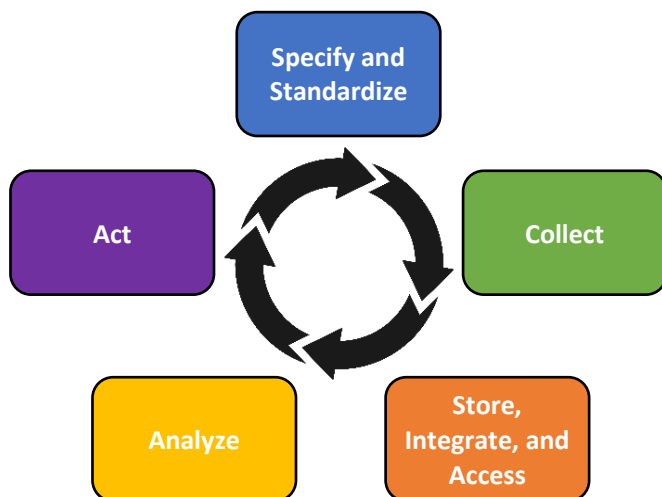 Specify and
Standardize
Act
Collect
Analyze
Store,
Integrate, and
Access